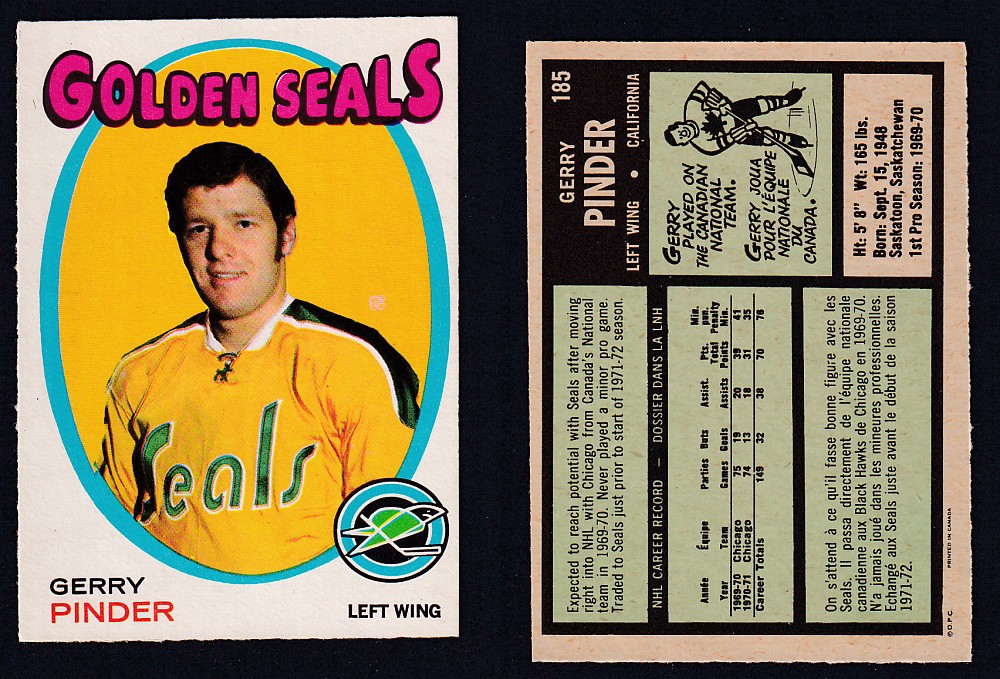 GOLDEN SEALS
Seals
GERRY
PINDER
LEFT WING
185
GERRY
PINDER
LEFT WING • CALIFORNIA
GERRY
PLAYED ON
THE CANADIAN
NATIONAL
TEAM.
GERRY JOUA
POUR L'ÉQUIPE
NATIONALE
DU
CANADA.
Ht: 5' 8" Wt: 165 lbs.
Born: Sept. 15, 1948
Saskatoon, Saskatchewan
1st Pro Season: 1969-70
Expected to reach potential with Seals after moving
right into NHL with Chicago from Canada's National
team in 1969-70. Never played a minor pro game.
Traded to Seals just prior to start of 1971-72 season.
NHL CAREER RECORD — DOSSIER DANS LA LNH
Min.
Pts. pun.
Année Équipe Parties Buts Assist. Total Min.
Year Team Games Goals Assists Points Penalty
1969-70 Chicago 75 19 20 39 41
1970-71 Chicago 74 13 18 31 35
Career Totals 149 32 38 70 76
On s'attend à ce qu'il fasse bonne figure avec les
Seals. Il passa directement de l'équipe nationale
canadienne aux Black Hawks de Chicago en 1969-70.
N'a jamais joué dans les mineures professionnelles.
Echangé aux Seals juste avant le début de la saison
1971-72.
© O.P.C. PRINTED IN CANADA